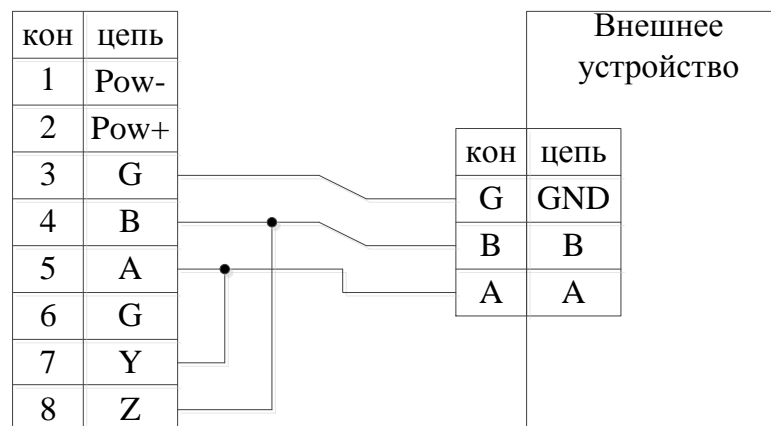 кон цепь
1 Pow-
2 Pow+
3 G
4 B
5 A
6 G
7 Y
8 Z
Внешнее
устройство
кон цепь
G GND
B B
A A